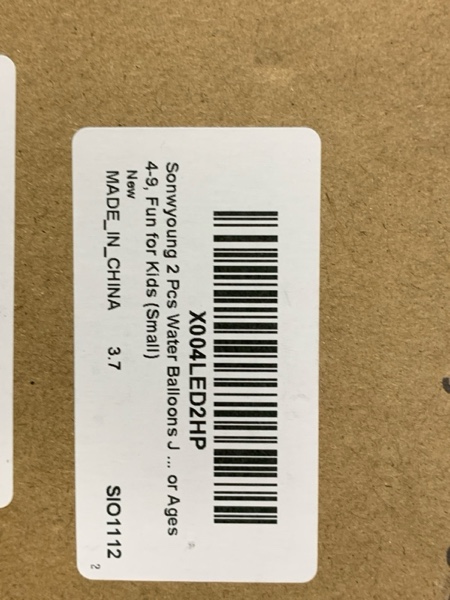 X004LED2HP
Sonwyoung 2 Pcs Water Balloons J ... or Ages
4-9, Fun for Kids (Small)
New
MADE_IN_CHINA 3.7 SIO1112
2